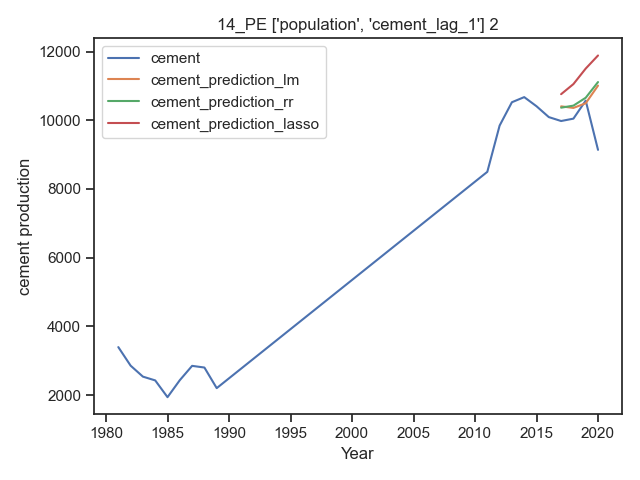 14_PE ['population', 'cement_lag_1'] 2
12000
10000
8000
6000
4000
2000
cement production
cement
cement_prediction_lm
cement_prediction_rr
cement_prediction_lasso
1980 1985 1990 1995 2000 2005 2010 2015 2020
Year